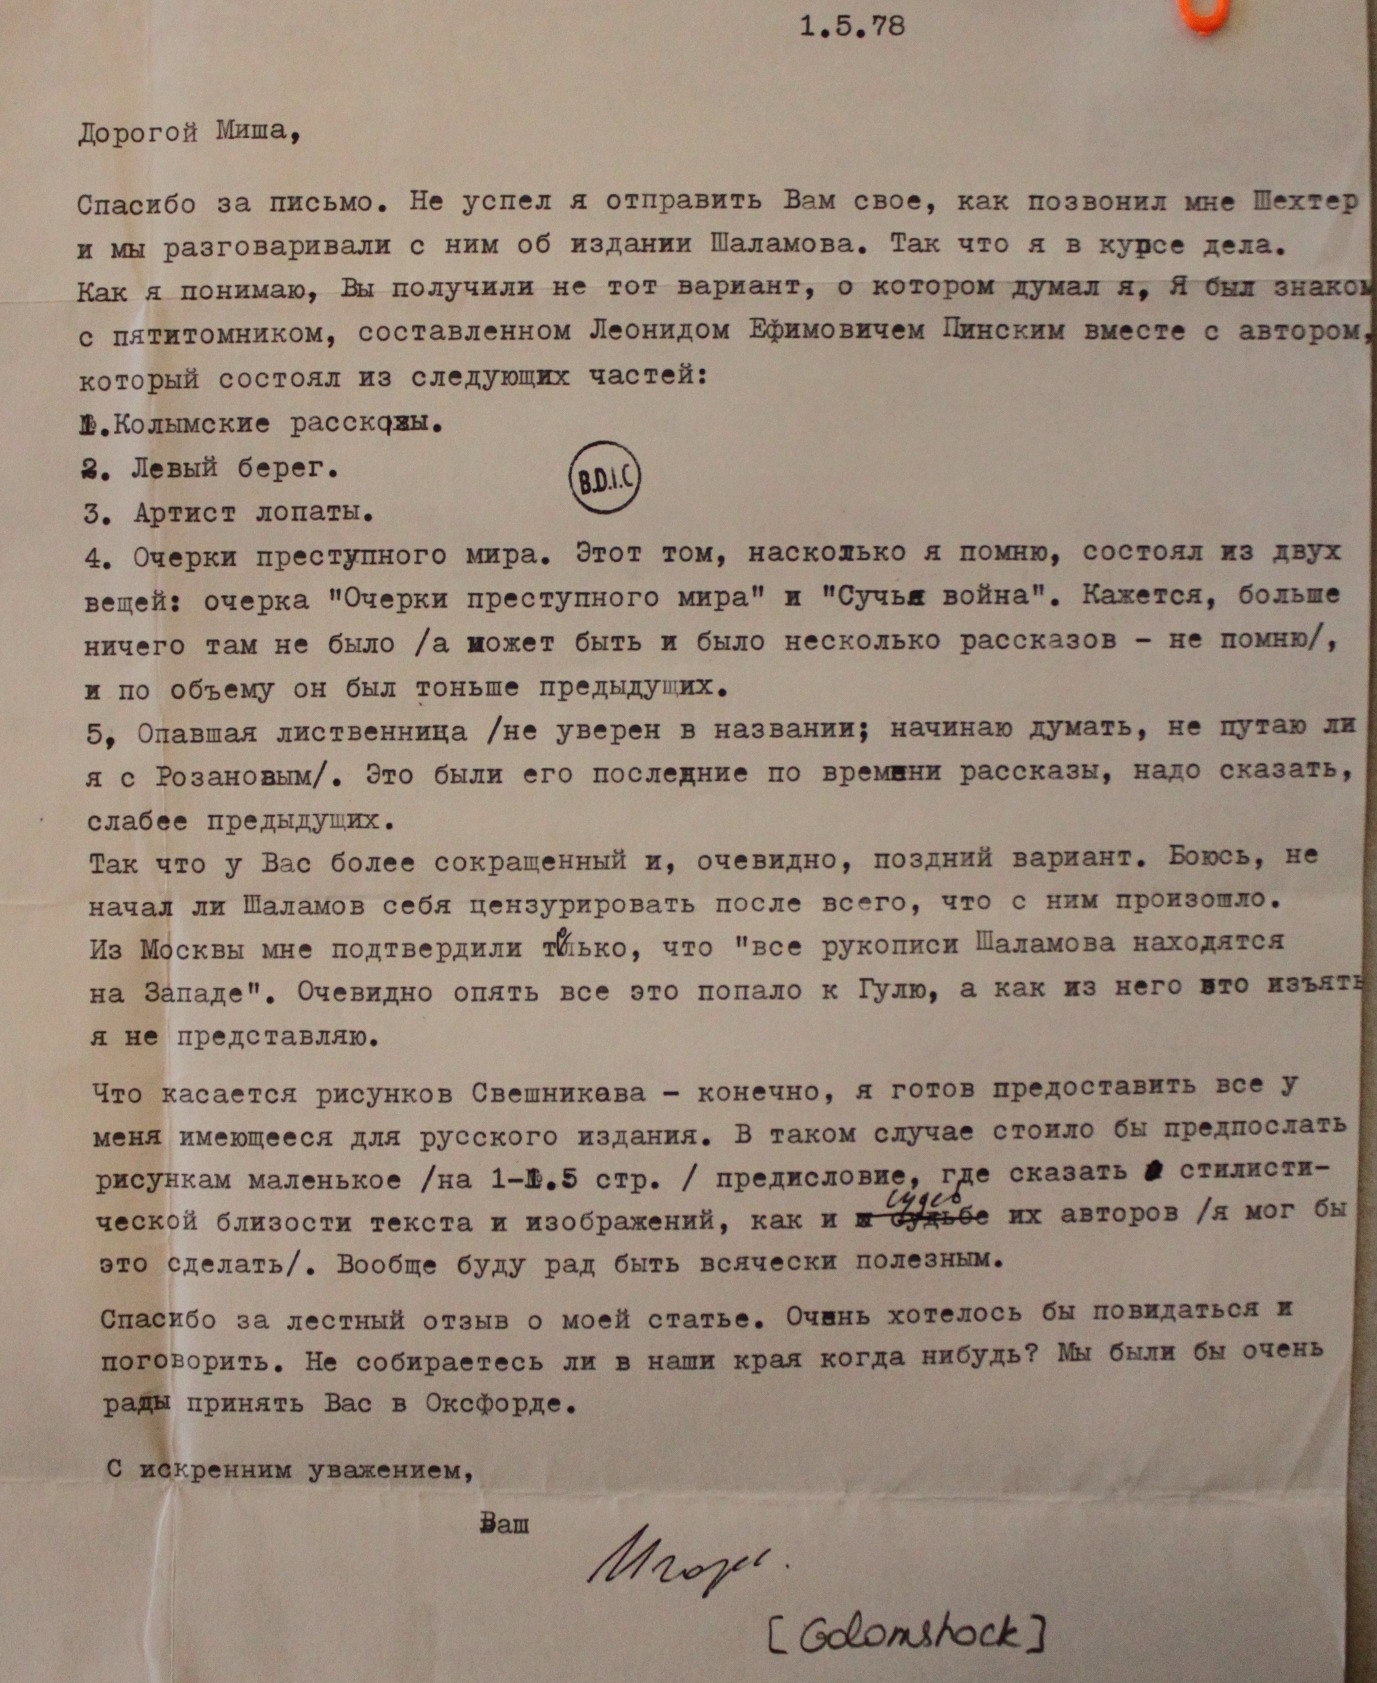 1.5.78
Дорогой Миша,
Спасибо за письмо. Не успел я отправить Вам свое, как позвонил мне Шехтер
и мы разговаривали с ним об издании Шаламова. Так что я в курсе дела.
Как я понимаю, Вы получили не тот вариант, о котором думал я, Я был знаком
с пятитомником, составленном Леонидом Ефимовичем Пинским вместе с автором,
который состоял из следующих частей:
1.Колымские рассказы.
2. Левый берег.
B.D.I.C
3. Артист лопаты.
4. Очерки преступного мира. Этот том, насколько я помню, состоял из двух
вещей: очерка "Очерки преступного мира" и "Сучья война". Кажется, больше
ничего там не было /а может быть и было несколько рассказов - не помню/,
и по объему он был тоньше предыдущих.
5, Опавшая лиственница /не уверен в названии; начинаю думать, не путаю ли
я с Розановым/. Это были его последние по времени рассказы, надо сказать,
слабее предыдущих.
Так что у Вас более сокращенный и, очевидно, поздний вариант. Боюсь, не
начал ли Шаламов себя цензурировать после всего, что с ним произошло.
Из Москвы мне подтвердили только, что "все рукописи Шаламова находятся
на Западе". Очевидно опять все это попало к Гулю, а как из него это изъять
я не представляю.
Что касается рисунков Свешникова - конечно, я готов предоставить все у
меня имеющееся для русского издания. В таком случае стоило бы предпослать
рисункам маленькое /на 1-1.5 стр. / предисловие, где сказать о стилисти-
ческой близости текста и изображений, как и судеб их авторов /я мог бы
это сделать/. Вообще буду рад быть всячески полезным.
Спасибо за лестный отзыв о моей статье. Очень хотелось бы повидаться и
поговорить. Не собираетесь ли в наши края когда нибудь? Мы были бы очень
рады принять Вас в Оксфорде.
С искренним уважением,
Ваш
Игорь.
[Golomshock]